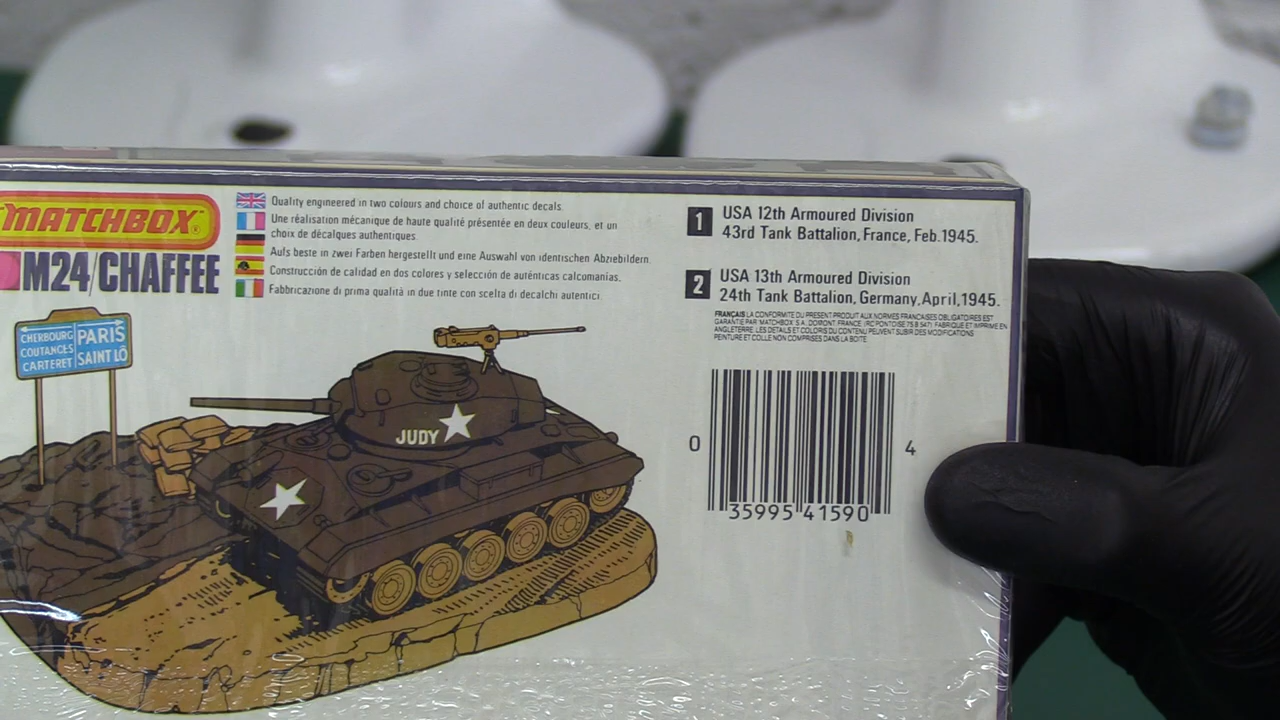 MATCHBOX
M24/CHAFFEE
Quality engineered in two colours and choice of authentic decals.
Une réalisation mécanique de haute qualité présentée en deux couleurs, et un
choix de décalques authentiques.
Aufs beste in zwei Farben hergestellt und eine Auswahl von identischen Abziebildern.
Construcción de calidad en dos colores y selección de auténticas calcomanías.
Fabbricazione di prima qualità in due tinte con scelta di decalchi autentici.
1 USA 12th Armoured Division
43rd Tank Battalion, France, Feb.1945.
2 USA 13th Armoured Division
24th Tank Battalion, Germany, April, 1945.
FRANÇAIS LA CONFORMITE DU PRESENT PRODUIT AUX NORMES FRANCAISES OBLIGATOIRES EST
GARANTIE PAR MATCHBOX S.A. DOMONT, FRANCE (RC PONTOISE 75 B 547) FABRIQUE ET IMPRIME EN
ANGLETERRE. LES DETAILS ET COLORIS DU CONTENU PEUVENT SUBIR DES MODIFICATIONS
PEINTURE ET COLLE NON COMPRISES DANS LA BOITE.
CHERBOURG
COUTANCES
CARTERET
PARIS
SAINT LÔ
JUDY
0 35995 41590 4